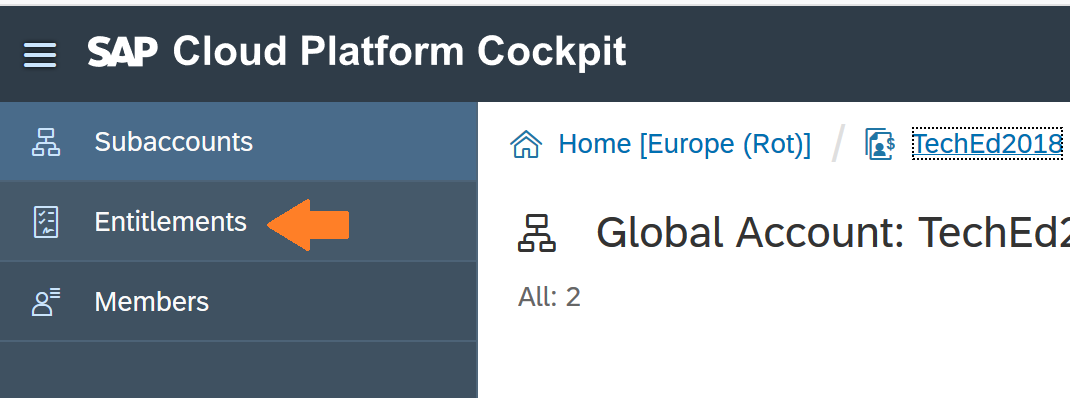 SAP Cloud Platform Cockpit
Subaccounts
Home [Europe (Rot)] / TechEd2018
Entitlements
Global Account: TechEd2
Members
All: 2